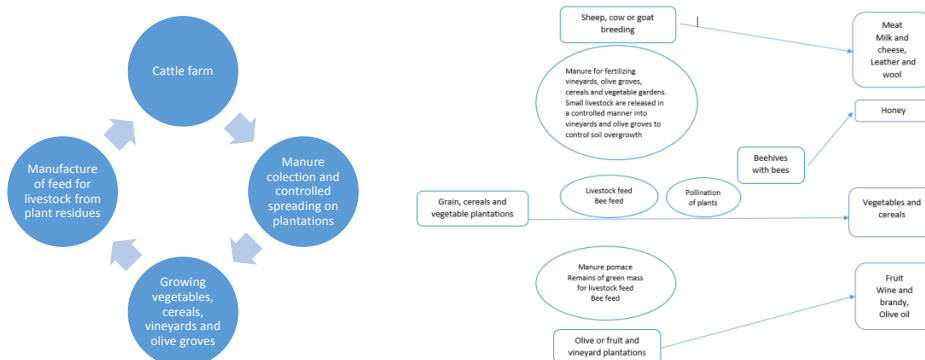 Cattle farm
Manure
colection and
controlled
spreading on
plantations
Growing
vegetables,
cereals,
vineyards and
olive groves
Manufacture
of feed for
livestock from
plant residues
Sheep, cow or goat
breeding
Meat
Milk and
cheese,
Leather and
wool
Manure for fertilizing
vineyards, olive groves,
cereals and vegetable gardens.
Small livestock are released in
a controlled manner into
vineyards and olive groves to
control soil overgrowth
Honey
Beehives
with bees
Grain, cereals and
vegetable plantations
Livestock feed
Bee feed
Pollination
of plants
Vegetables and
cereals
Manure pomace
Remains of green mass
for livestock feed
Bee feed
Fruit
Wine and
brandy,
Olive oil
Olive or fruit and
vineyard plantations